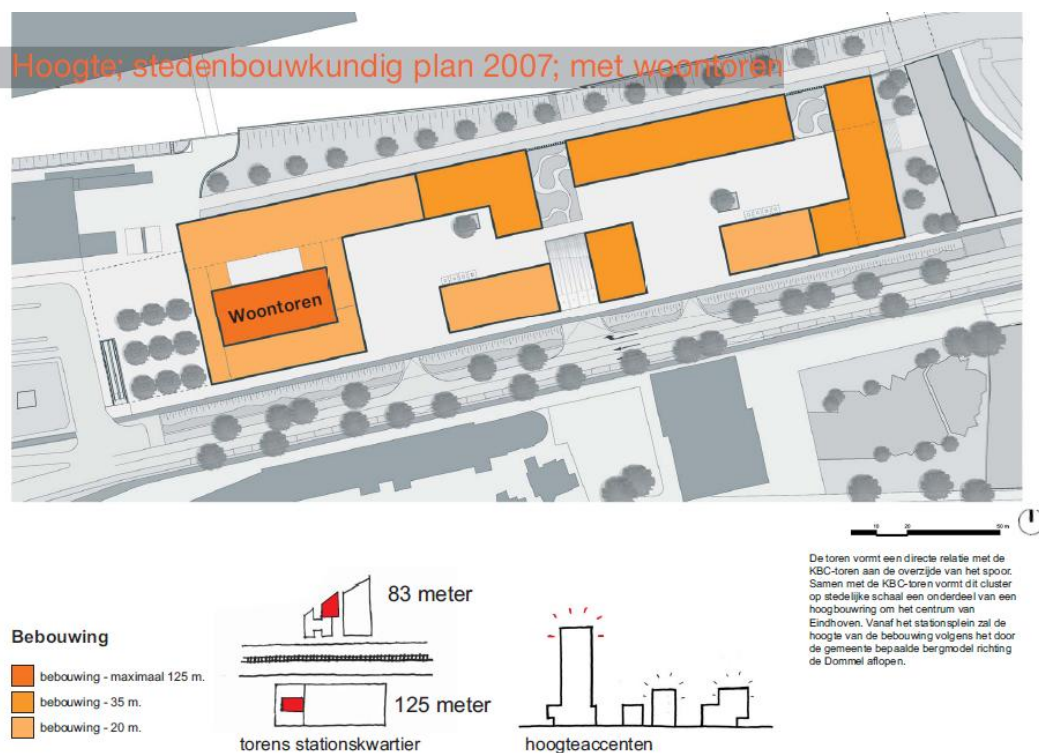 Hoogte; stedenbouwkundig plan 2007; met woontoren
Woontoren
10
20
50 m
De toren vormt een directe relatie met de
KBC-toren aan de overzijde van het spoor.
Samen met de KBC-toren vormt dit cluster
op stedelijke schaal een onderdeel van een
hoogbouwring om het centrum van
Eindhoven. Vanaf het stationsplein zal de
hoogte van de bebouwing volgens het door
de gemeente bepaalde bergmodel richting
de Dommel aflopen.
Bebouwing
bebouwing - maximaal 125 m.
bebouwing - 35 m.
bebouwing - 20 m.
83 meter
125 meter
torens stationskwartier
hoogteaccenten